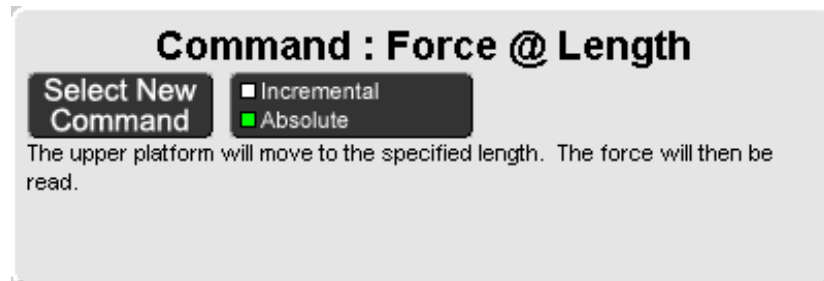 Command : Force @ Length
Select New
Command
Incremental
Absolute
The upper platform will move to the specified length.  The force will then be
read.